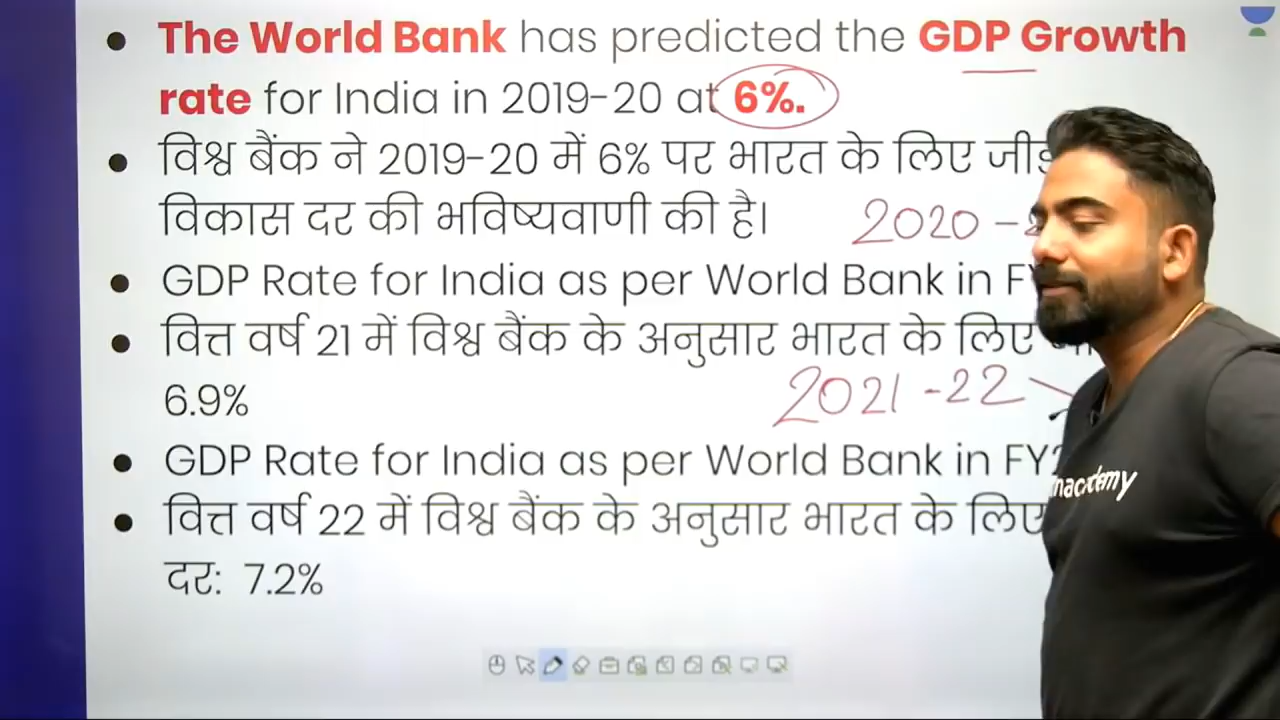 The World Bank has predicted the GDP Growth
rate for India in 2019-20 at 6%.
विश्व बैंक ने 2019-20 में 6% पर भारत के लिए
विकास दर की भविष्यवाणी की है।
2020 -
GDP Rate for India as per World Bank in
वित्त वर्ष 21 में विश्व बैंक के अनुसार भारत के लिए
6.9%
2021 -22
GDP Rate for India as per World Bank in
वित्त वर्ष 22 में विश्व बैंक के अनुसार भारत के लिए
दर: 7.2%